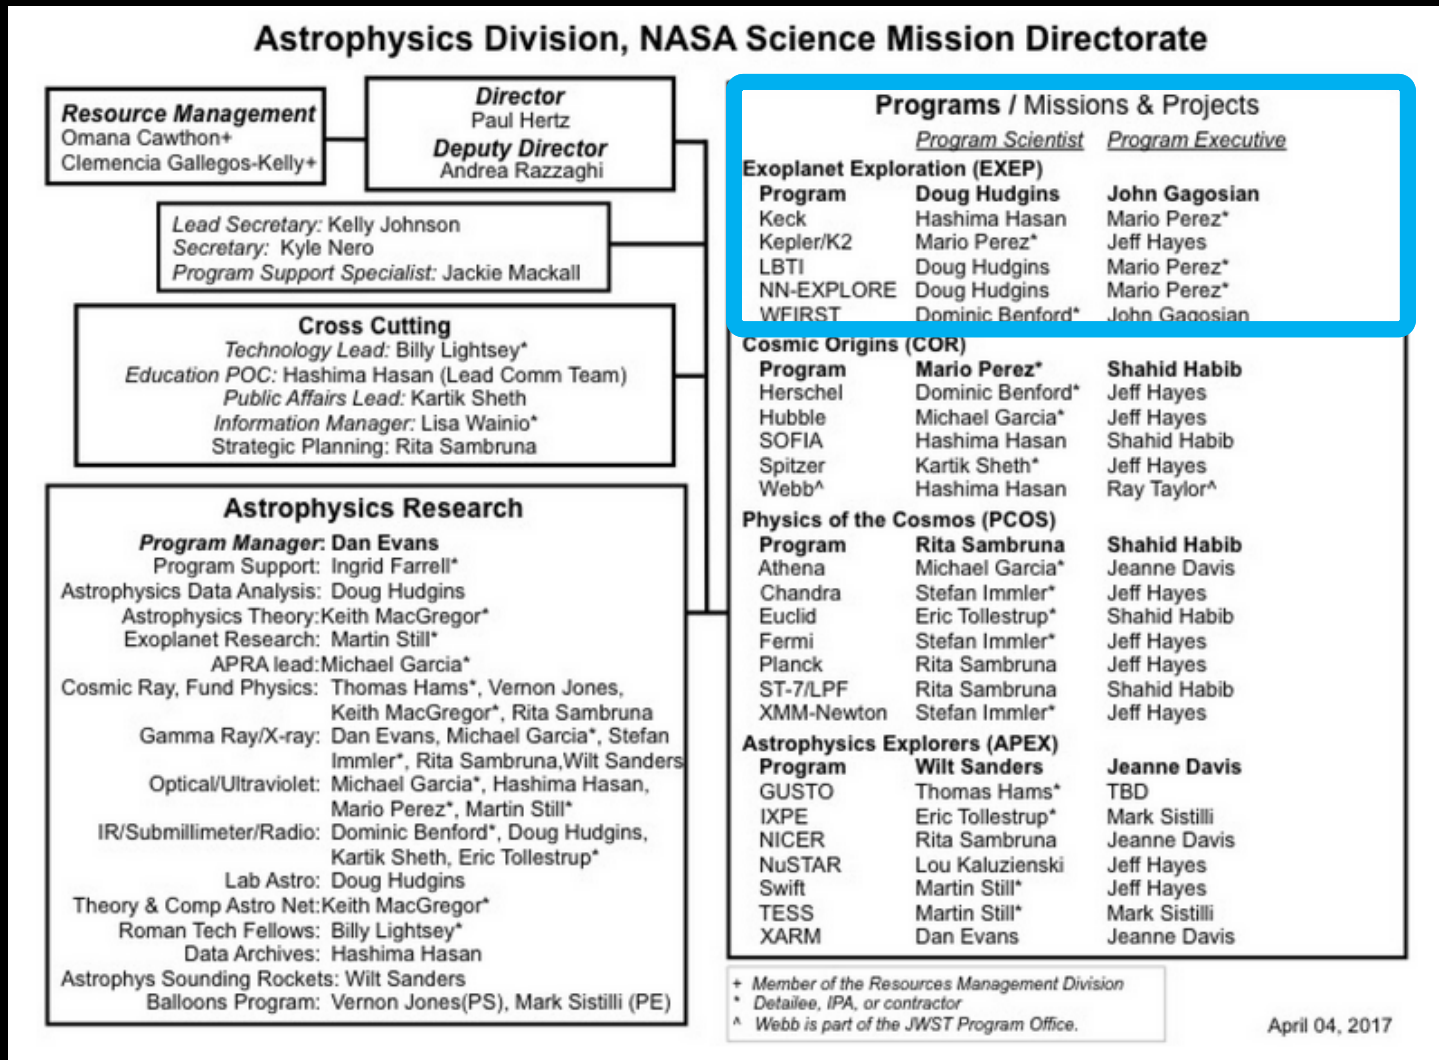 Astrophysics Division, NASA Science Mission Directorate
Resource Management
Omana Cawthon+
Clemencia Gallegos-Kelly+
Director
Paul Hertz
Deputy Director
Andrea Razzaghi
Lead Secretary: Kelly Johnson
Secretary: Kyle Nero
Program Support Specialist: Jackie Mackall
Cross Cutting
Technology Lead: Billy Lightsey*
Education POC: Hashima Hasan (Lead Comm Team)
Public Affairs Lead: Kartik Sheth
Information Manager: Lisa Wainio*
Strategic Planning: Rita Sambruna
Astrophysics Research
Program Manager: Dan Evans
Program Support: Ingrid Farrell*
Astrophysics Data Analysis: Doug Hudgins
Astrophysics Theory:Keith MacGregor*
Exoplanet Research: Martin Still*
APRA lead:Michael Garcia*
Cosmic Ray, Fund Physics: Thomas Hams*, Vernon Jones,
Keith MacGregor*, Rita Sambruna
Gamma Ray/X-ray: Dan Evans, Michael Garcia*, Stefan
Immler*, Rita Sambruna,Wilt Sanders
Optical/Ultraviolet: Michael Garcia*, Hashima Hasan,
Mario Perez*, Martin Still*
IR/Submillimeter/Radio: Dominic Benford*, Doug Hudgins,
Kartik Sheth, Eric Tollestrup*
Lab Astro: Doug Hudgins
Theory & Comp Astro Net:Keith MacGregor*
Roman Tech Fellows: Billy Lightsey*
Data Archives: Hashima Hasan
Astrophys Sounding Rockets: Wilt Sanders
Balloons Program: Vernon Jones(PS), Mark Sistilli (PE)
Programs / Missions & Projects
Program Scientist Program Executive
Exoplanet Exploration (EXEP)
Program Doug Hudgins John Gagosian
Keck Hashima Hasan Mario Perez*
Kepler/K2 Mario Perez* Jeff Hayes
LBTI Doug Hudgins Mario Perez*
NN-EXPLORE Doug Hudgins Mario Perez*
WFIRST Dominic Benford* John Gagosian
Cosmic Origins (COR)
Program Mario Perez* Shahid Habib
Herschel Dominic Benford* Jeff Hayes
Hubble Michael Garcia* Jeff Hayes
SOFIA Hashima Hasan Shahid Habib
Spitzer Kartik Sheth* Jeff Hayes
Webb^ Hashima Hasan Ray Taylor^
Physics of the Cosmos (PCOS)
Program Rita Sambruna Shahid Habib
Athena Michael Garcia* Jeanne Davis
Chandra Stefan Immler* Jeff Hayes
Euclid Eric Tollestrup* Shahid Habib
Fermi Stefan Immler* Jeff Hayes
Planck Rita Sambruna Jeff Hayes
ST-7/LPF Rita Sambruna Shahid Habib
XMM-Newton Stefan Immler* Jeff Hayes
Astrophysics Explorers (APEX)
Program Wilt Sanders Jeanne Davis
GUSTO Thomas Hams* TBD
IXPE Eric Tollestrup* Mark Sistilli
NICER Rita Sambruna Jeanne Davis
NuSTAR Lou Kaluzienski Jeff Hayes
Swift Martin Still* Jeff Hayes
TESS Martin Still* Mark Sistilli
XARM Dan Evans Jeanne Davis
+ Member of the Resources Management Division
* Detailee, IPA, or contractor
^ Webb is part of the JWST Program Office.
April 04, 2017